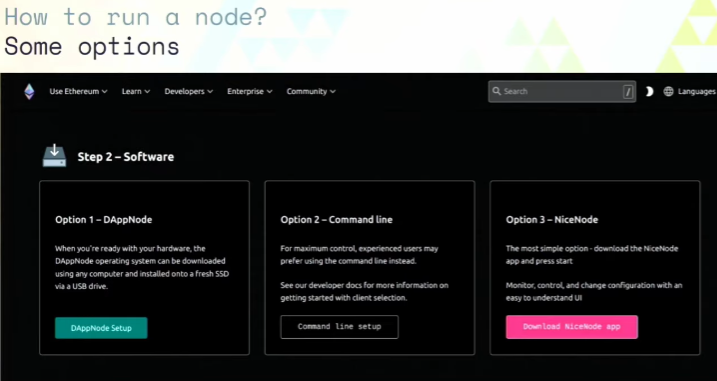 How to run a node?
Some options
Use Ethereum Learn Developers Enterprise Community Search / Languages
Step 2 – Software
Option 1 – DAppNode
When you're ready with your hardware, the
DAppNode operating system can be downloaded
using any computer and installed onto a fresh SSD
via a USB drive.
DAppNode Setup
Option 2 – Command line
For maximum control, experienced users may
prefer using the command line instead.
See our developer docs for more information on
getting started with client selection.
Command line setup
Option 3 – NiceNode
The most simple option - download the NiceNode
app and press start
Monitor, control, and change configuration with an
easy to understand UI
Download NiceNode app